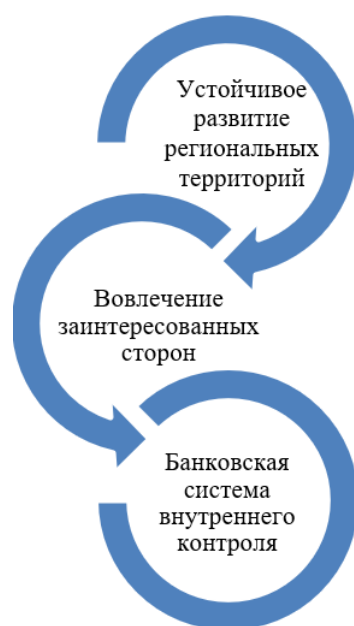 Устойчивое
развитие
региональных
территорий
Вовлечение
заинтересованных
сторон
Банковская
система
внутреннего
контроля